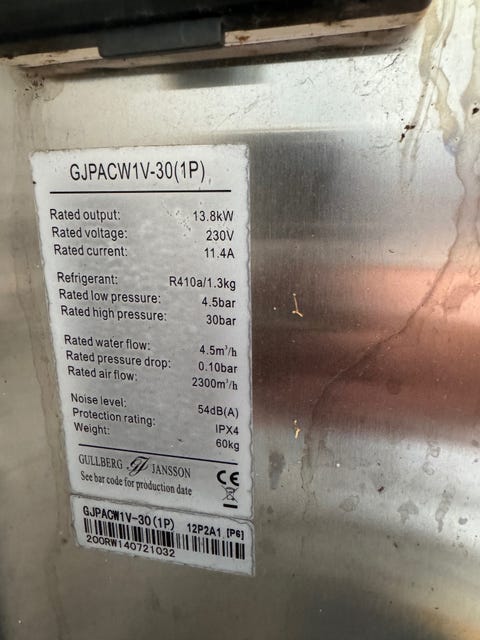 GJPACW1V-30(1P)
Rated output: 13.8kW
Rated voltage: 230V
Rated current: 11.4A
Refrigerant: R410a/1.3kg
Rated low pressure: 4.5bar
Rated high pressure: 30bar
Rated water flow: 4.5m³/h
Rated pressure drop: 0.10bar
Rated air flow: 2300m³/h
Noise level: 54dB(A)
Protection rating: IPX4
Weight: 60kg
GULLBERG GJ JANSSON
See bar code for production date
CE
GJPACW1V-30(1P) 12P2A1 [P6]
200RW140721032